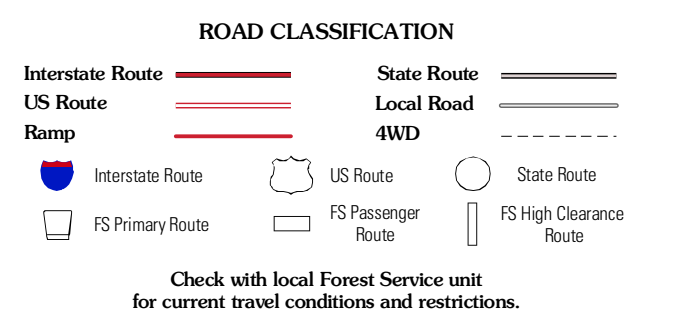 ROAD CLASSIFICATION
Interstate Route
State Route
US Route
Local Road
Ramp
4WD
Interstate Route
US Route
State Route
FS Primary Route
FS Passenger
Route
FS High Clearance
Route
Check with local Forest Service unit
for current travel conditions and restrictions.